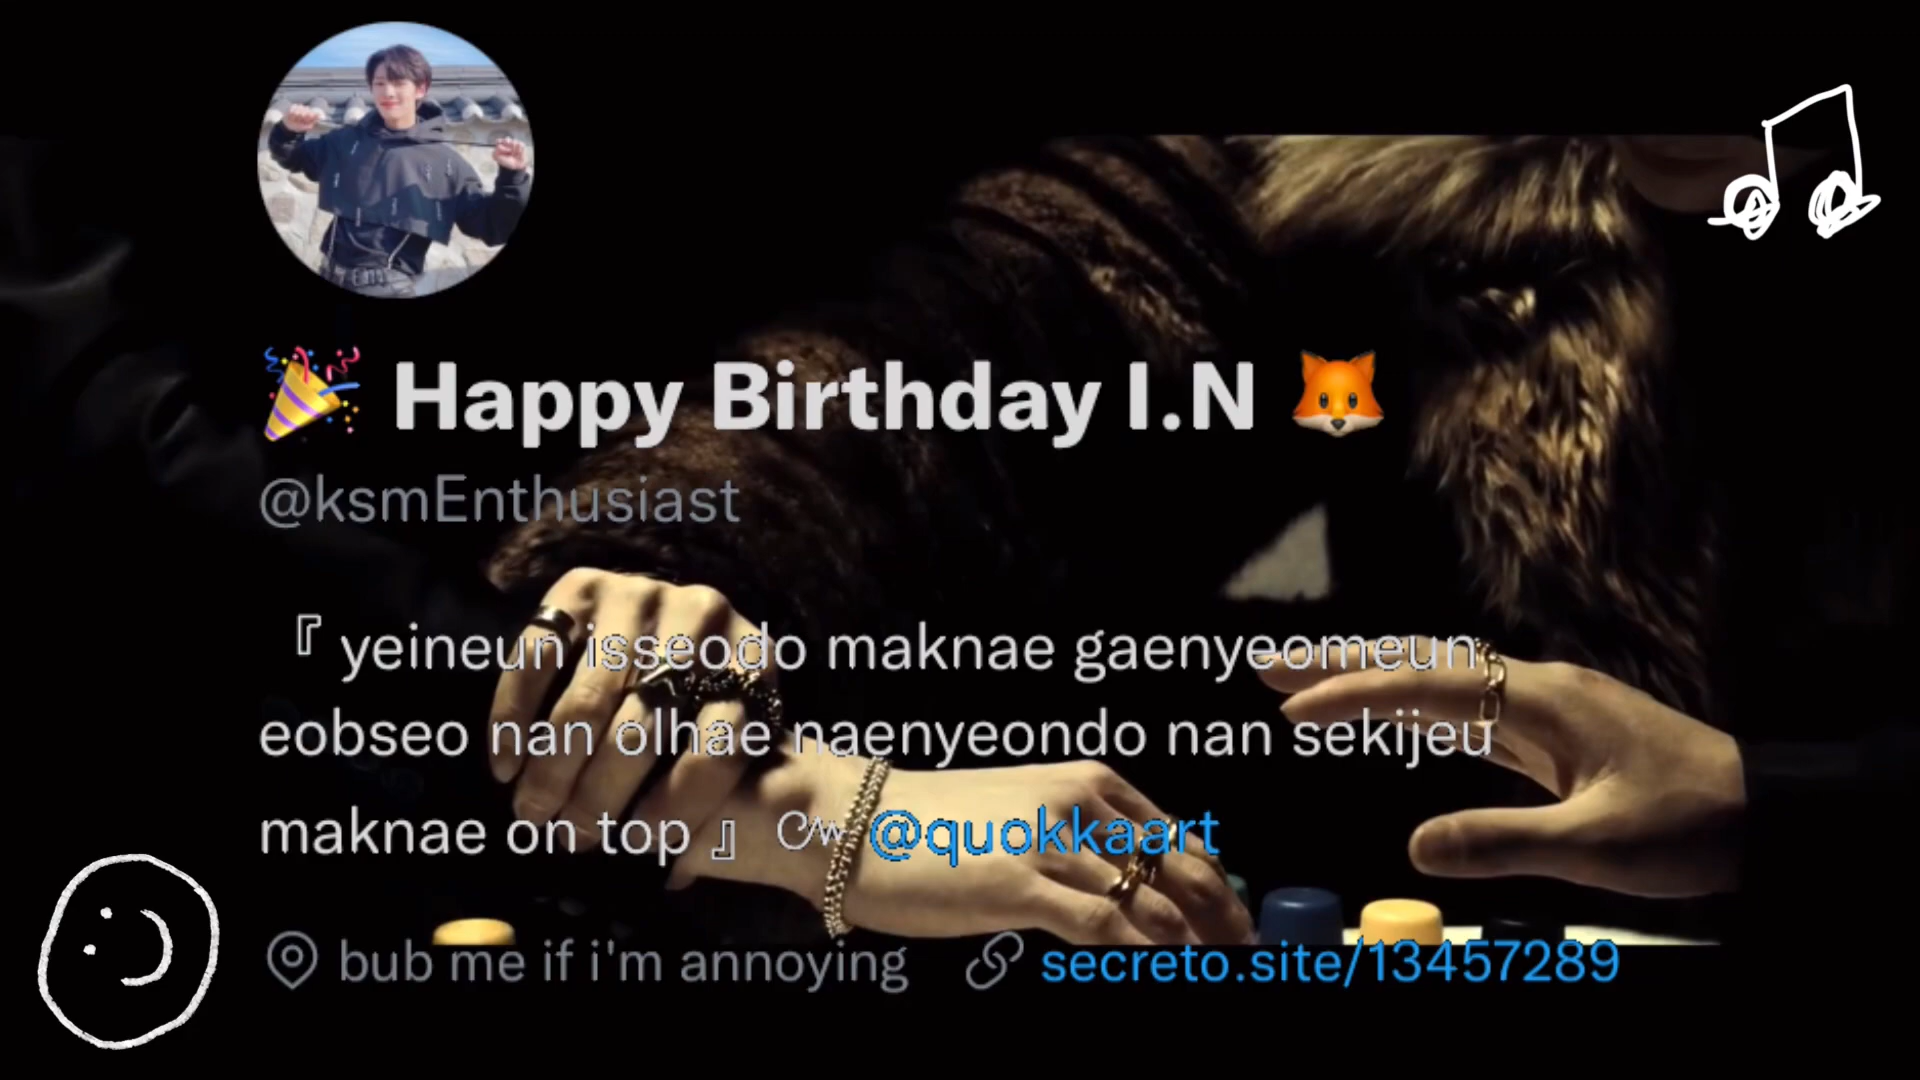 🎉 Happy Birthday I.N 🦊
@ksmEnthusiast
『 yeineun isseodo maknae gaenyeomeun
eobseo nan olhae naenyeondo nan sekijeu
maknae on top 』 @quokkaart
bub me if i'm annoying secreto.site/13457289